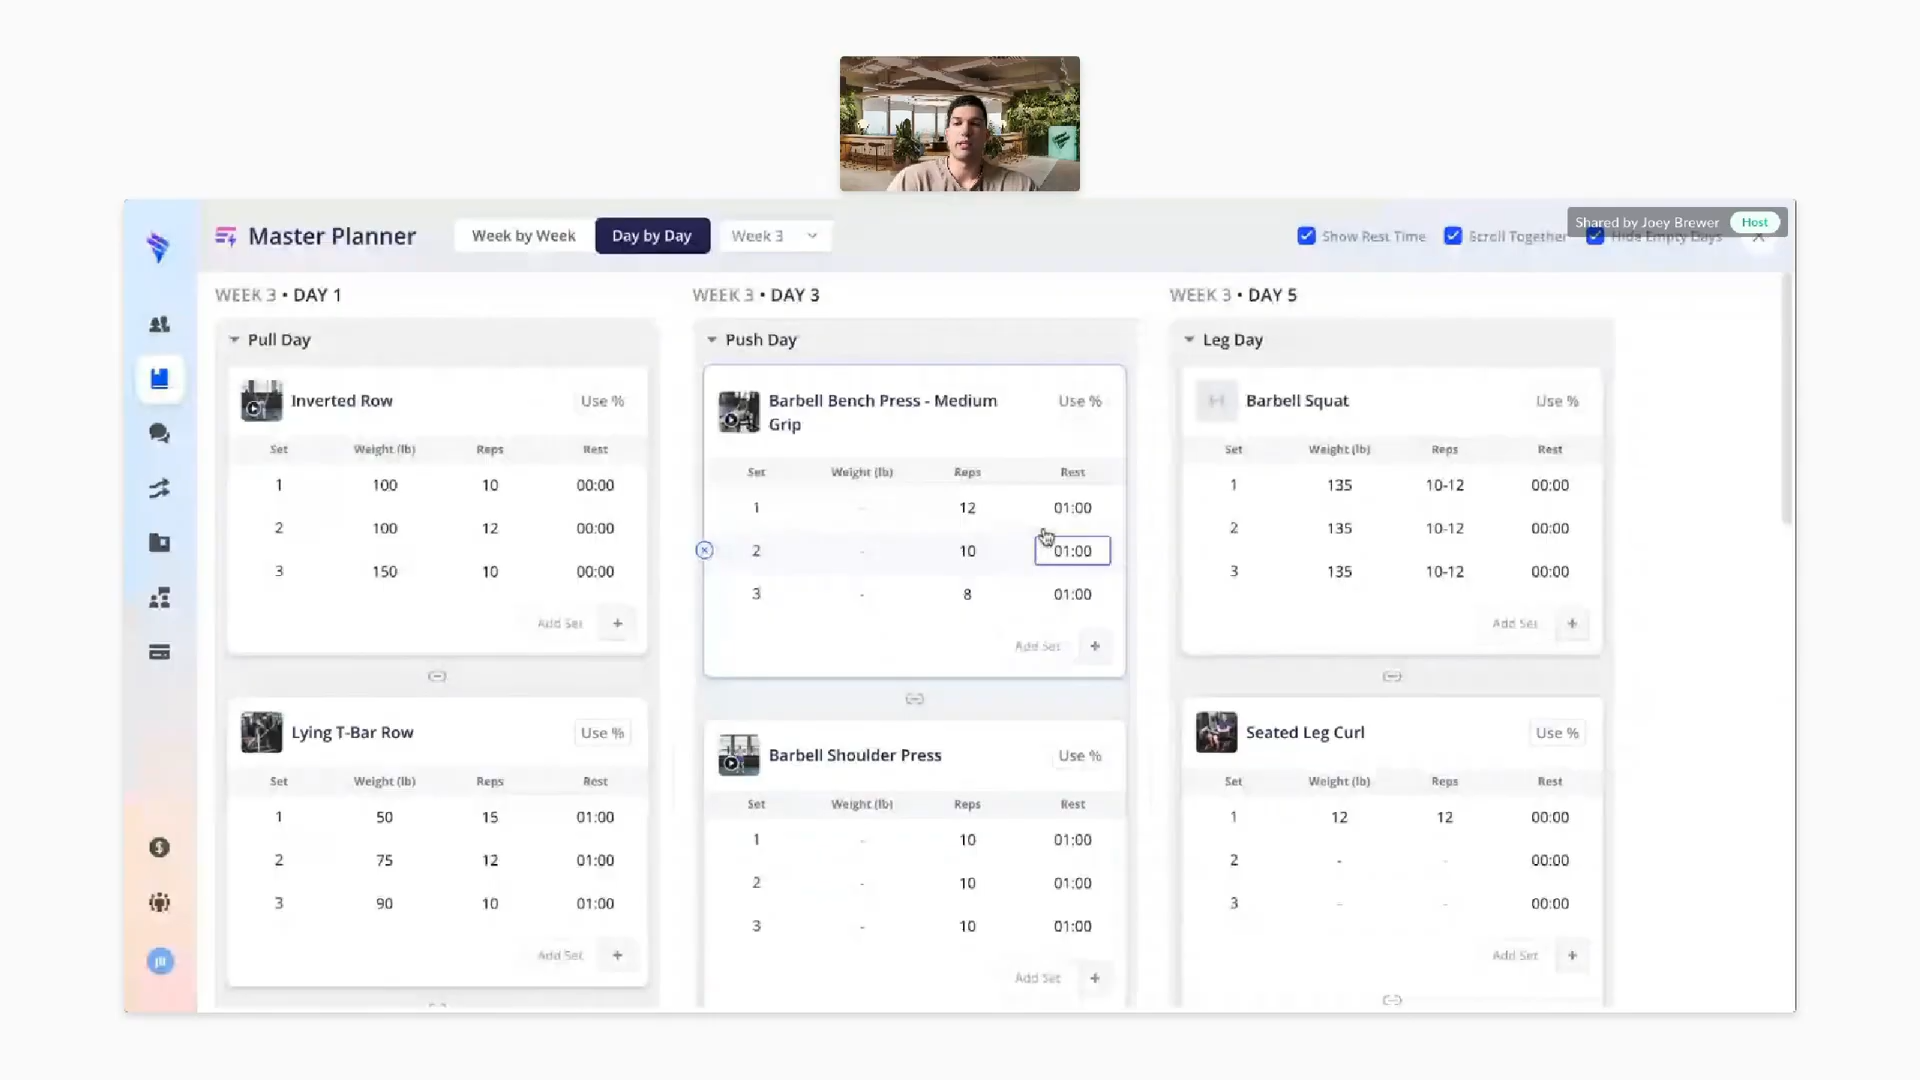 Master Planner
Week by Week
Day by Day
Week 3
Show Rest Time
Scroll Together
Hide Empty Days
Shared by Joey Brewer
Host
WEEK 3 • DAY 1
Pull Day
Inverted Row
Use %
Set Weight (lb) Reps Rest
1 100 10 00:00
2 100 12 00:00
3 150 10 00:00
Add Set +
Lying T-Bar Row
Use %
Set Weight (lb) Reps Rest
1 50 15 01:00
2 75 12 01:00
3 90 10 01:00
Add Set +
WEEK 3 • DAY 3
Push Day
Barbell Bench Press - Medium
Grip
Use %
Set Weight (lb) Reps Rest
1 - 12 01:00
2 - 10 01:00
3 - 8 01:00
Add Set +
Barbell Shoulder Press
Use %
Set Weight (lb) Reps Rest
1 - 10 01:00
2 - 10 01:00
3 - 10 01:00
Add Set +
WEEK 3 • DAY 5
Leg Day
Barbell Squat
Use %
Set Weight (lb) Reps Rest
1 135 10-12 00:00
2 135 10-12 00:00
3 135 10-12 00:00
Add Set +
Seated Leg Curl
Use %
Set Weight (lb) Reps Rest
1 12 12 00:00
2 - - 00:00
3 - - 00:00
Add Set +